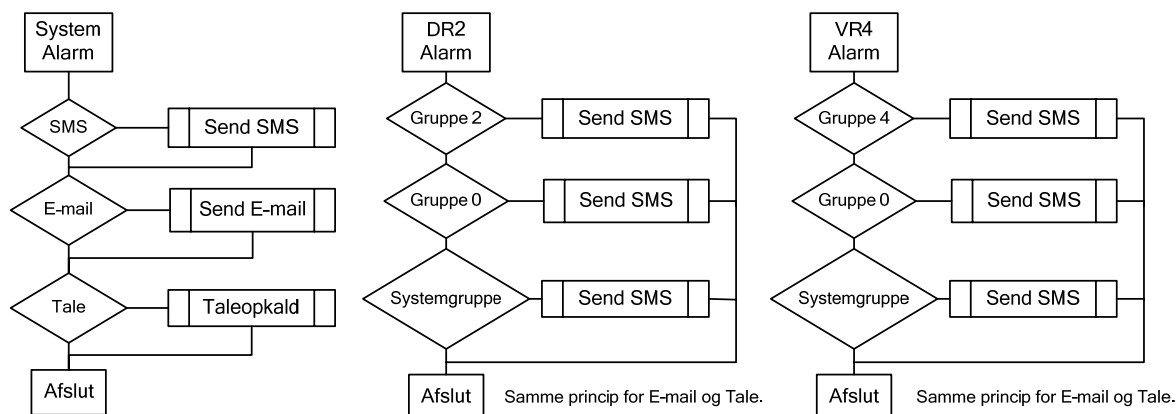 System
Alarm
SMS
Send SMS
E-mail
Send E-mail
Tale
Taleopkald
Afslut
DR2
Alarm
Gruppe 2
Send SMS
Gruppe 0
Send SMS
Systemgruppe
Send SMS
Afslut
Samme princip for E-mail og Tale.
VR4
Alarm
Gruppe 4
Send SMS
Gruppe 0
Send SMS
Systemgruppe
Send SMS
Afslut
Samme princip for E-mail og Tale.